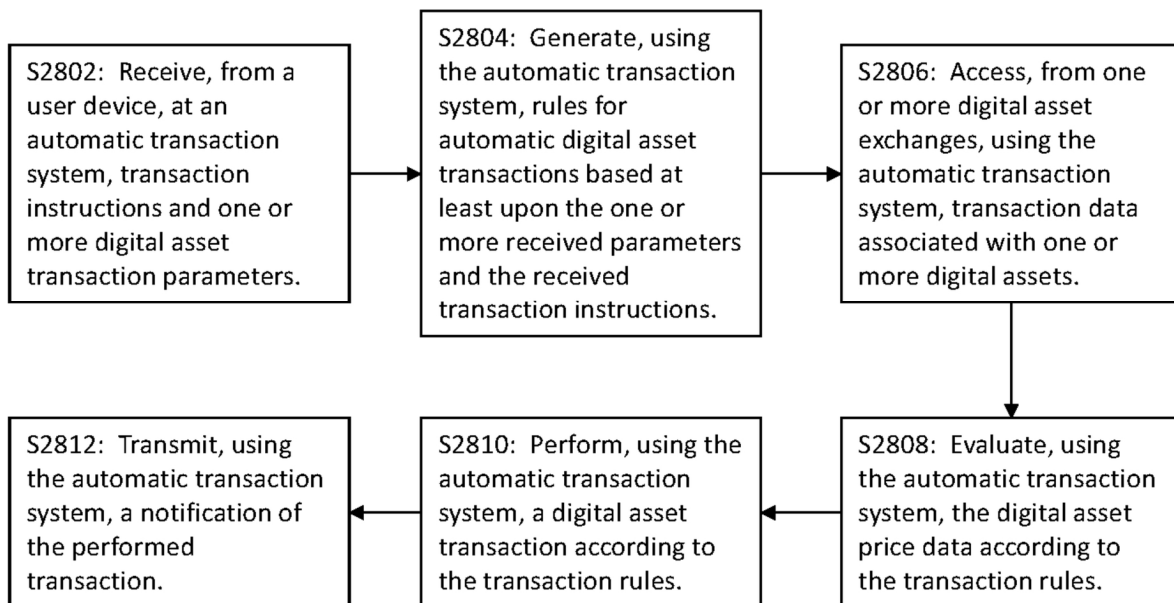 S2802: Receive, from a
user device, at an
automatic transaction
system, transaction
instructions and one or
more digital asset
transaction parameters.
S2804: Generate, using
the automatic transaction
system, rules for
automatic digital asset
transactions based at
least upon the one or
more received parameters
and the received
transaction instructions.
S2806: Access, from one
or more digital asset
exchanges, using the
automatic transaction
system, transaction data
associated with one or
more digital assets.
S2808: Evaluate, using
the automatic transaction
system, the digital asset
price data according to
the transaction rules.
S2810: Perform, using the
automatic transaction
system, a digital asset
transaction according to
the transaction rules.
S2812: Transmit, using
the automatic transaction
system, a notification of
the performed
transaction.